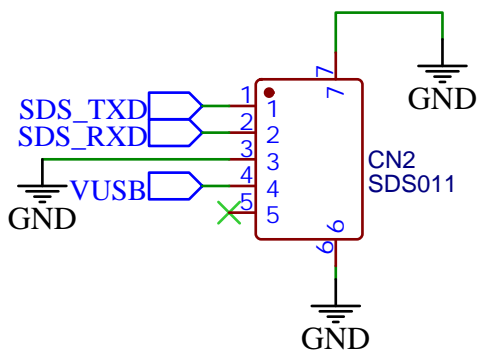 7
7
GND
SDS_TXD 1 1
SDS_RXD 2 2
3 3
GND
VUSB 4 4
5 5
CN2
SDS011
6
6
GND